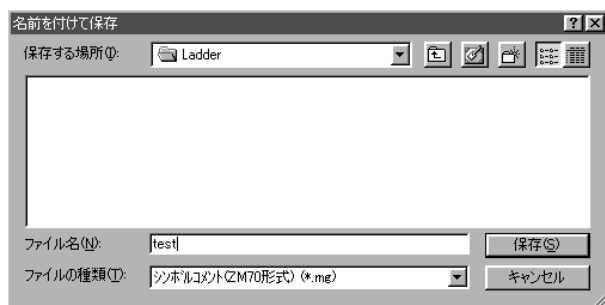 名前を付けて保存
保存する場所(I): Ladder
ファイル名(N): test 保存(S)
ファイルの種類(T): シンボルコメント(ZM70形式) (*.mg) キャンセル